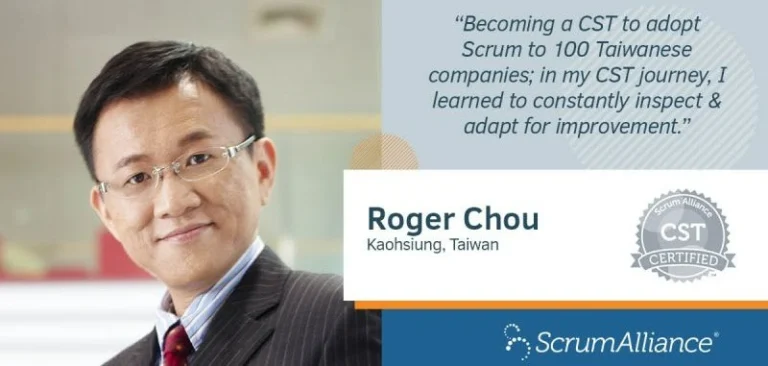 “Becoming a CST to adopt
Scrum to 100 Taiwanese
companies; in my CST journey, I
learned to constantly inspect &
adapt for improvement.”
Roger Chou
Kaohsiung, Taiwan
Scrum Alliance
CST
CERTIFIED
ScrumAlliance®